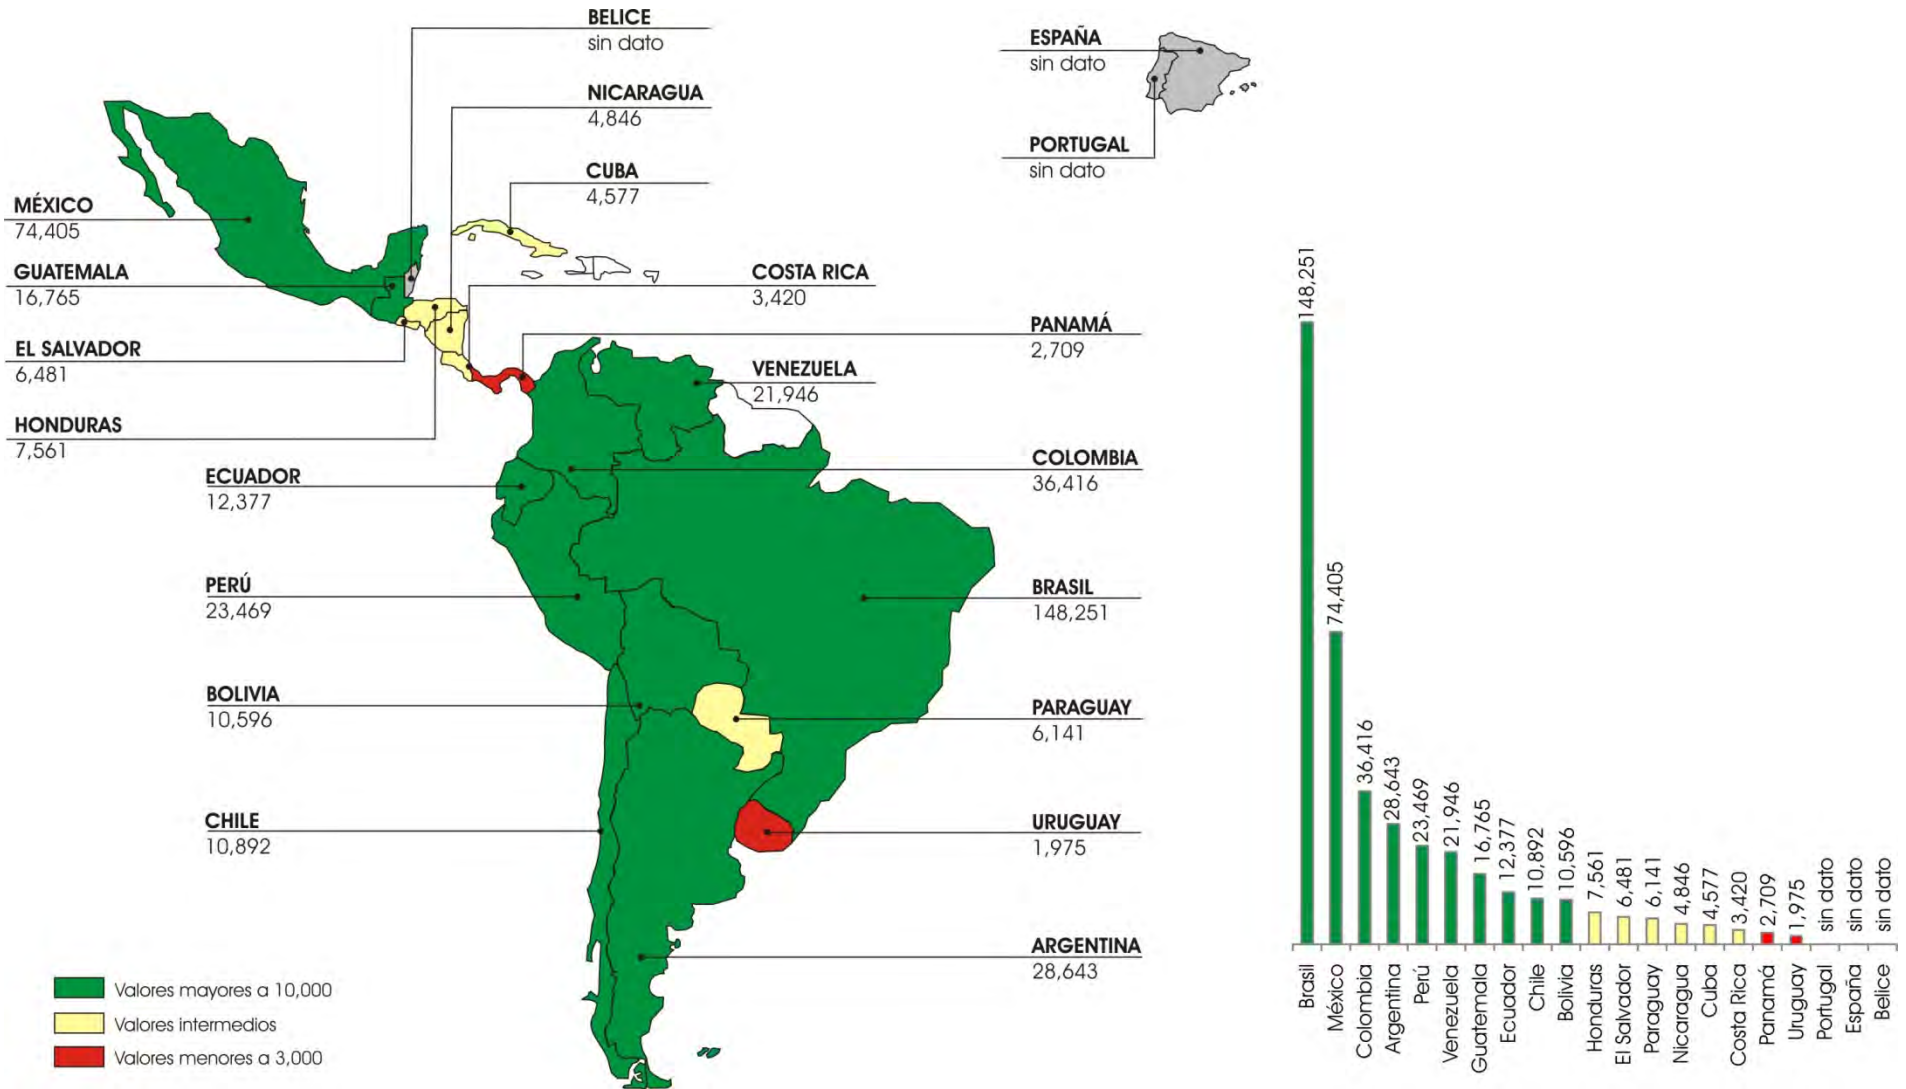 BELICE
sin dato
NICARAGUA
4,846
CUBA
4,577
MÉXICO
74,405
GUATEMALA
16,765
EL SALVADOR
6,481
HONDURAS
7,561
COSTA RICA
3,420
PANAMÁ
2,709
VENEZUELA
21,946
COLOMBIA
36,416
ECUADOR
12,377
PERÚ
23,469
BRASIL
148,251
BOLIVIA
10,596
PARAGUAY
6,141
CHILE
10,892
URUGUAY
1,975
ARGENTINA
28,643
ESPAÑA
sin dato
PORTUGAL
sin dato
Valores mayores a 10,000
Valores intermedios
Valores menores a 3,000
148,251
74,405
36,416
28,643
23,469
21,946
16,765
12,377
10,892
10,596
7,561
6,481
6,141
4,846
4,577
3,420
2,709
1,975
sin dato
sin dato
sin dato
Brasil
México
Colombia
Argentina
Perú
Venezuela
Guatemala
Ecuador
Chile
Bolivia
Honduras
El Salvador
Paraguay
Nicaragua
Cuba
Costa Rica
Panamá
Uruguay
Portugal
España
Belice